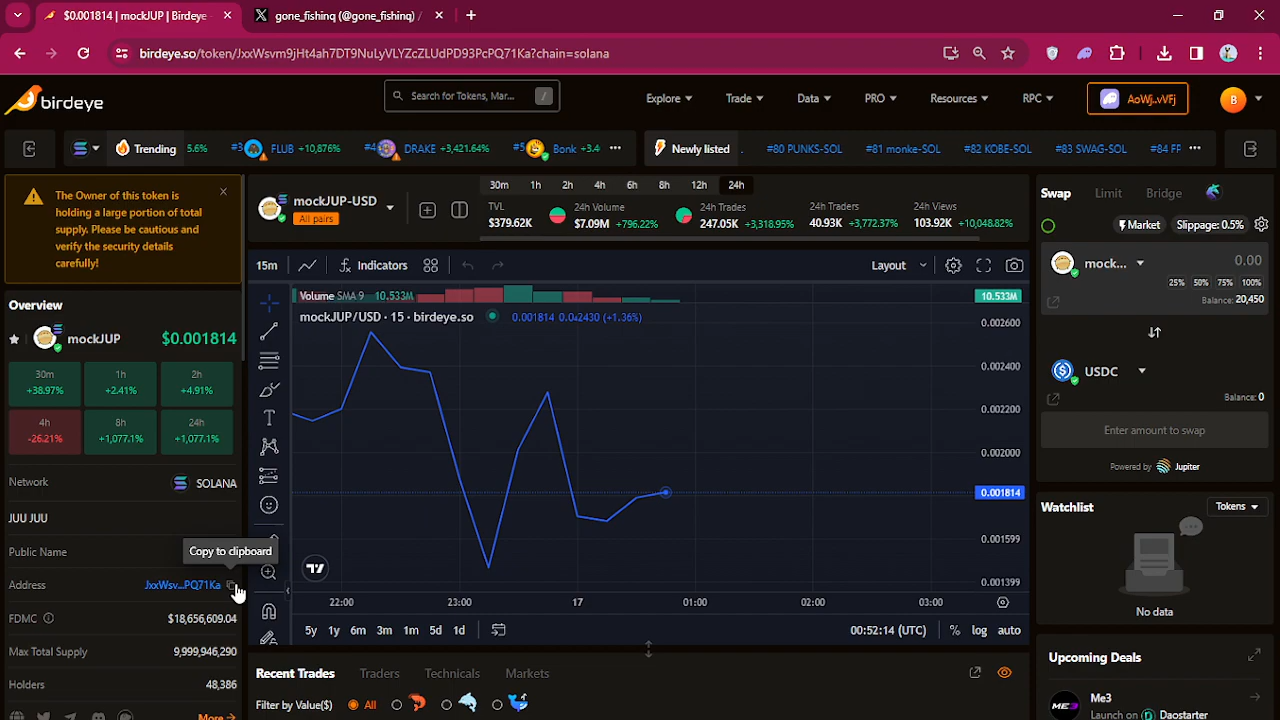 $0.001814 | mockJUP | Birdeye
gone_fishinq (@gone_fishinq) /
birdeye.so/token/JxxWsvm9jHt4ah7DT9NuLyVLYZcZLUdPD93PcPQ71Ka?chain=solana
birdeye
Search for Tokens, Mar... /
Explore Trade Data PRO Resources RPC
AoWj..vVFj
B
Trending 5.6% #3 FLUB +10,876% #4 DRAKE +3,421.64% #5 Bonk +3.4
Newly listed . #80 PUNKS-SOL #81 monke-SOL #82 KOBE-SOL #83 SWAG-SOL #84 FF
The Owner of this token is
holding a large portion of total
supply. Please be cautious and
verify the security details
carefully!
Overview
mockJUP $0.001814
30m 1h 2h
+38.97% +2.41% +4.91%
4h 8h 24h
-26.21% +1,077.1% +1,077.1%
Network SOLANA
JUU JUU
Public Name
Copy to clipboard
Address JxxWsv...PQ71Ka
FDMC $18,656,609.04
Max Total Supply 9,999,946,290
Holders 48,386
More
mockJUP-USD
All pairs
30m 1h 2h 4h 6h 8h 12h 24h
TVL 24h Volume 24h Trades 24h Traders 24h Views
$379.62K $7.09M +796.22% 247.05K +3,318.95% 40.93K +3,772.37% 103.92K +10,048.82%
15m Indicators Layout
Volume SMA 9 10.533M 10.533M
mockJUP/USD · 15 · birdeye.so 0.001814 0.0₄2430 (+1.36%)
0.002600
0.002400
0.002200
0.002000
0.001814
0.001599
0.001399
22:00 23:00 17 01:00 02:00 03:00
5y 1y 6m 3m 1m 5d 1d 00:52:14 (UTC) % log auto
Recent Trades Traders Technicals Markets
Filter by Value($) All
Swap Limit Bridge
Market Slippage: 0.5%
mock... 0.00
25% 50% 75% 100%
Balance: 20,450
USDC
Balance: 0
Enter amount to swap
Powered by Jupiter
Watchlist Tokens
No data
Upcoming Deals
ME3 Me3
Launch on Daostarter